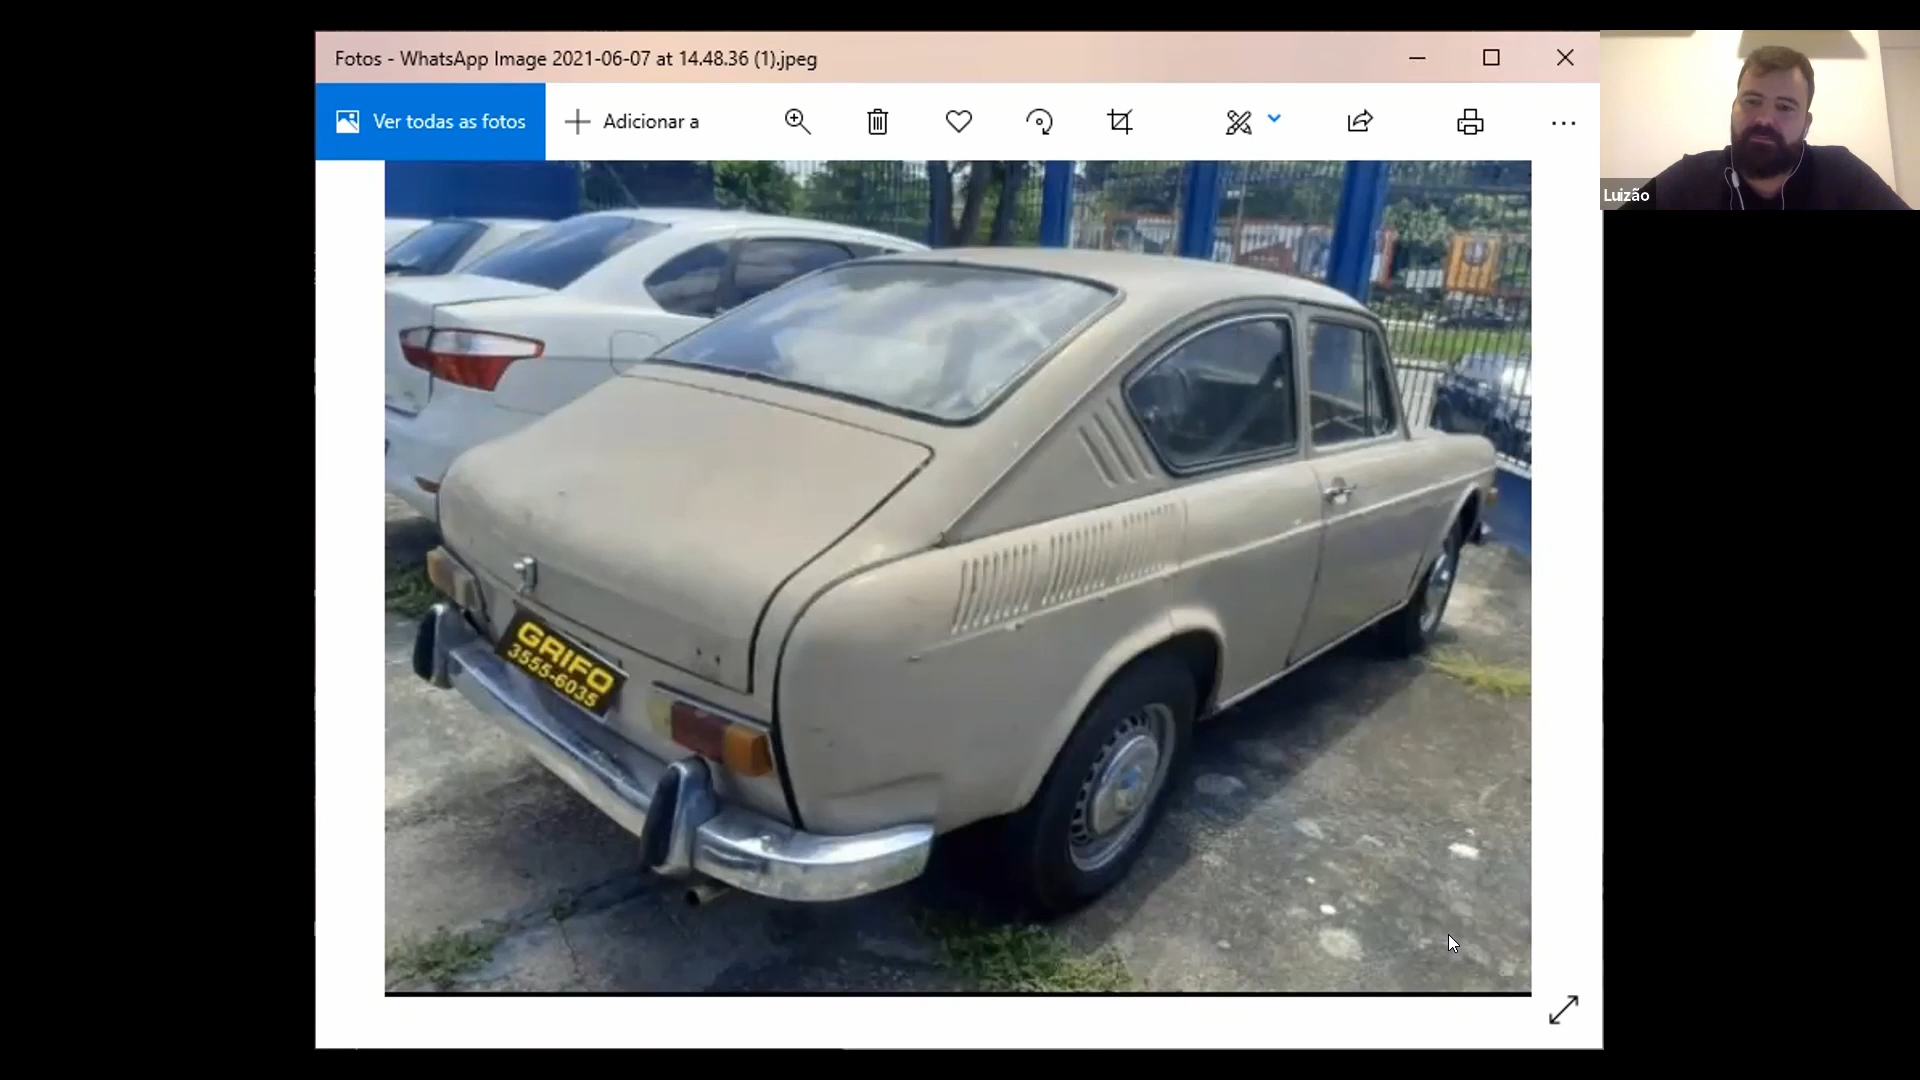 Fotos - WhatsApp Image 2021-06-07 at 14.48.36 (1).jpeg
Ver todas as fotos
Adicionar a
Luizão
GRIFO
3555-6035